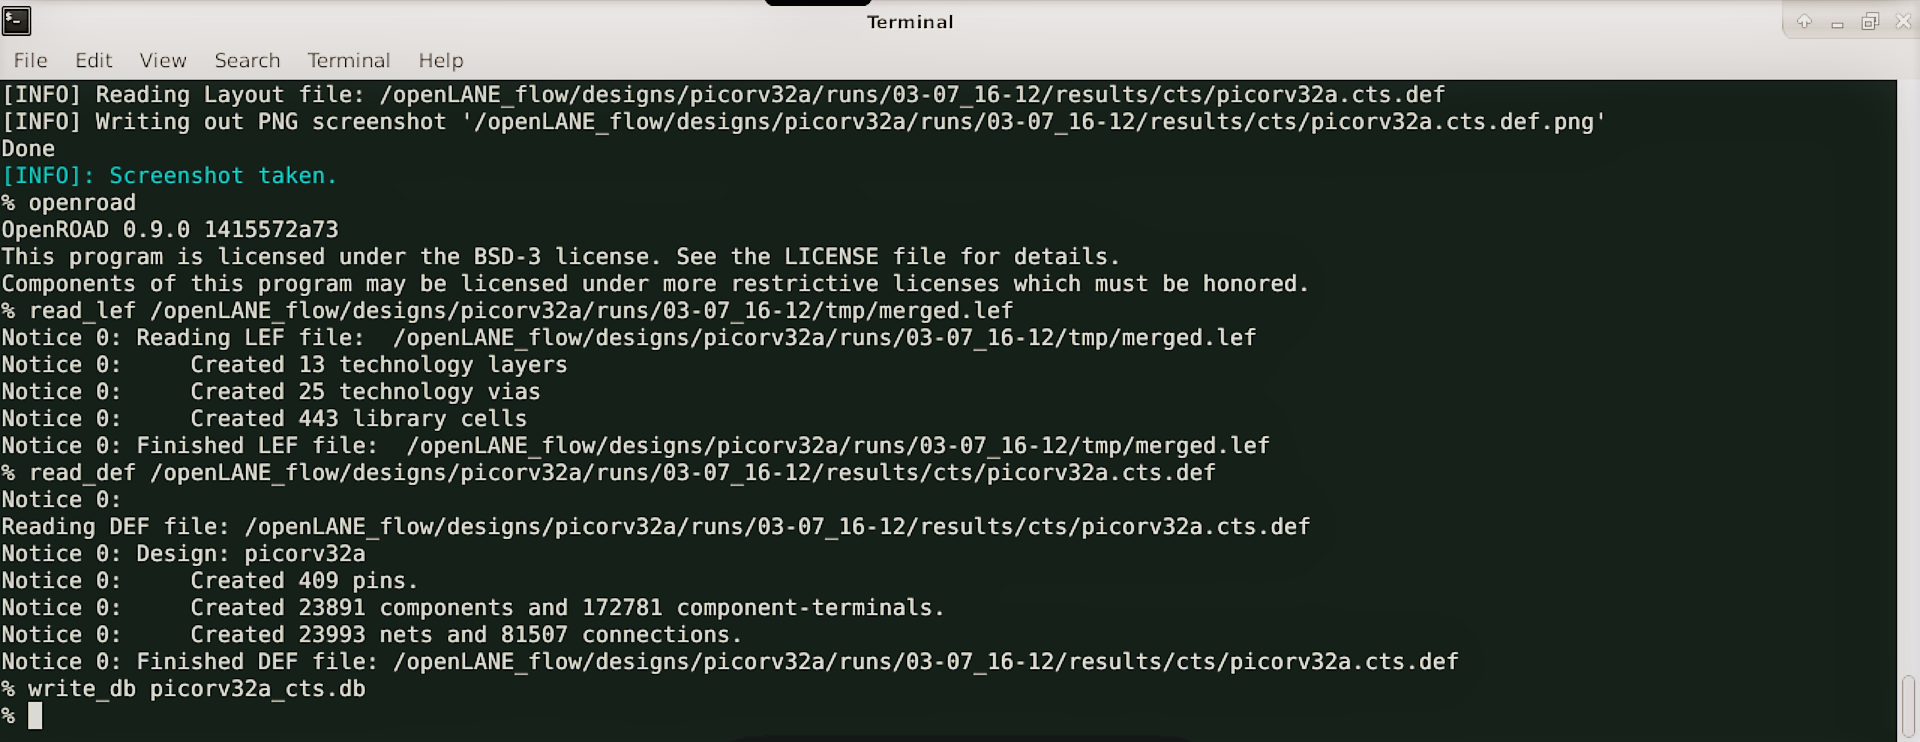 Terminal
File Edit View Search Terminal Help
[INFO] Reading Layout file: /openLANE_flow/designs/picorv32a/runs/03-07_16-12/results/cts/picorv32a.cts.def
[INFO] Writing out PNG screenshot '/openLANE_flow/designs/picorv32a/runs/03-07_16-12/results/cts/picorv32a.cts.def.png'
Done
[INFO]: Screenshot taken.
% openroad
OpenROAD 0.9.0 1415572a73
This program is licensed under the BSD-3 license. See the LICENSE file for details.
Components of this program may be licensed under more restrictive licenses which must be honored.
% read_lef /openLANE_flow/designs/picorv32a/runs/03-07_16-12/tmp/merged.lef
Notice 0: Reading LEF file:  /openLANE_flow/designs/picorv32a/runs/03-07_16-12/tmp/merged.lef
Notice 0:     Created 13 technology layers
Notice 0:     Created 25 technology vias
Notice 0:     Created 443 library cells
Notice 0: Finished LEF file:  /openLANE_flow/designs/picorv32a/runs/03-07_16-12/tmp/merged.lef
% read_def /openLANE_flow/designs/picorv32a/runs/03-07_16-12/results/cts/picorv32a.cts.def
Notice 0:
Reading DEF file: /openLANE_flow/designs/picorv32a/runs/03-07_16-12/results/cts/picorv32a.cts.def
Notice 0: Design: picorv32a
Notice 0:     Created 409 pins.
Notice 0:     Created 23891 components and 172781 component-terminals.
Notice 0:     Created 23993 nets and 81507 connections.
Notice 0: Finished DEF file: /openLANE_flow/designs/picorv32a/runs/03-07_16-12/results/cts/picorv32a.cts.def
% write_db picorv32a_cts.db
%